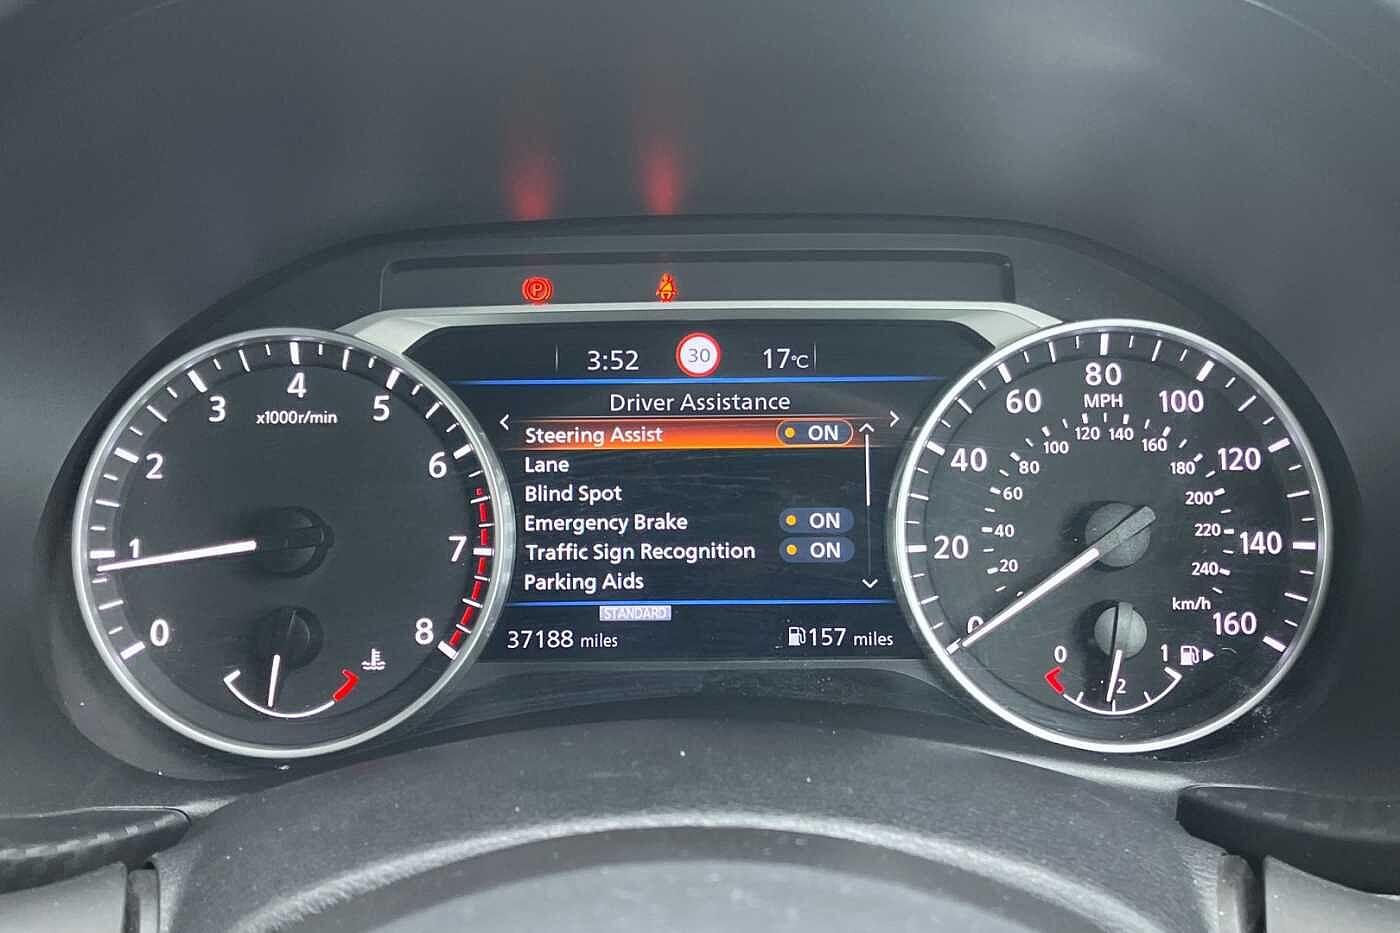 P
3:52 30 17°C
Driver Assistance
Steering Assist ON
Lane
Blind Spot
Emergency Brake ON
Traffic Sign Recognition ON
Parking Aids
STANDARD
37188 miles 157 miles
0 1 2 3 4 5 6 7 8
x1000r/min
0 20 40 60 80 100 120 140 160
MPH
20 40 60 80 100 120 140 160 180 200 220 240
km/h
0 1